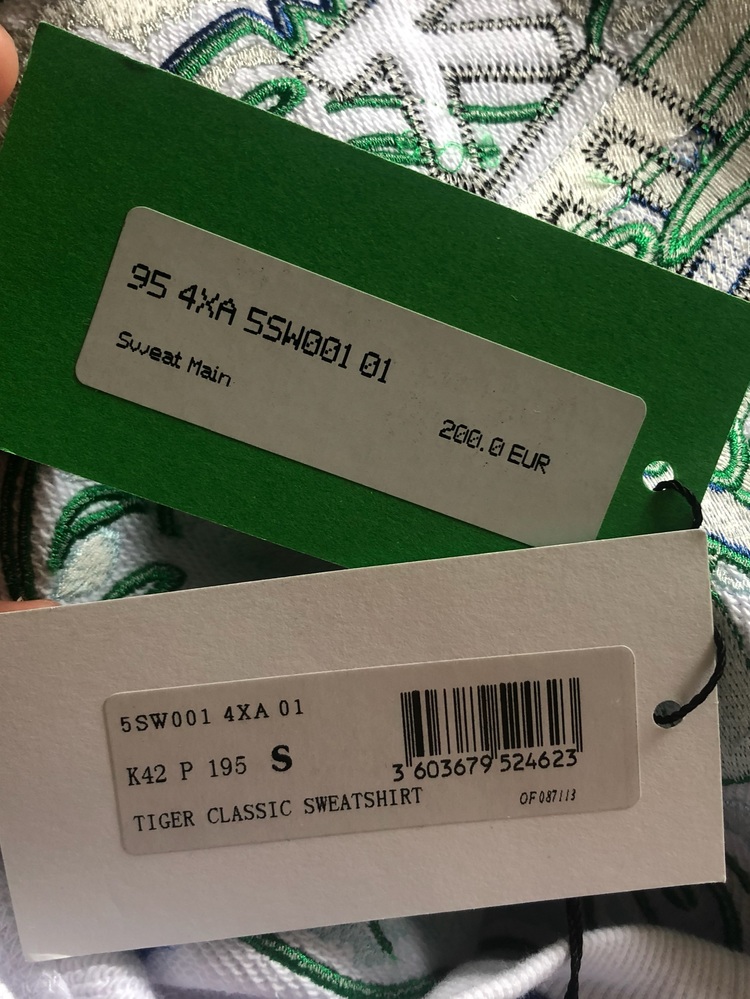 95 4XA 5SW001 01
Sweat Main
200.0 EUR
5SW001 4XA 01
K42 P 195 S
TIGER CLASSIC SWEATSHIRT
3 603679 524623
OF087113